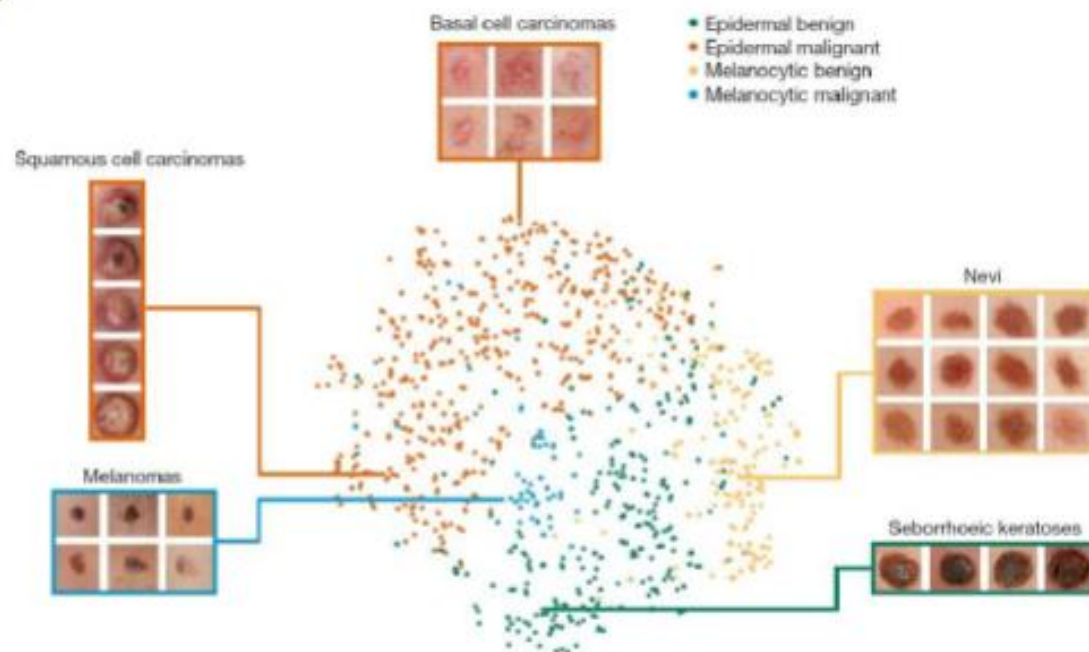 Basal cell carcinomas
Epidermal benign
Epidermal malignant
Melanocytic benign
Melanocytic malignant
Squamous cell carcinomas
Nevi
Melanomas
Seborrhoeic keratoses